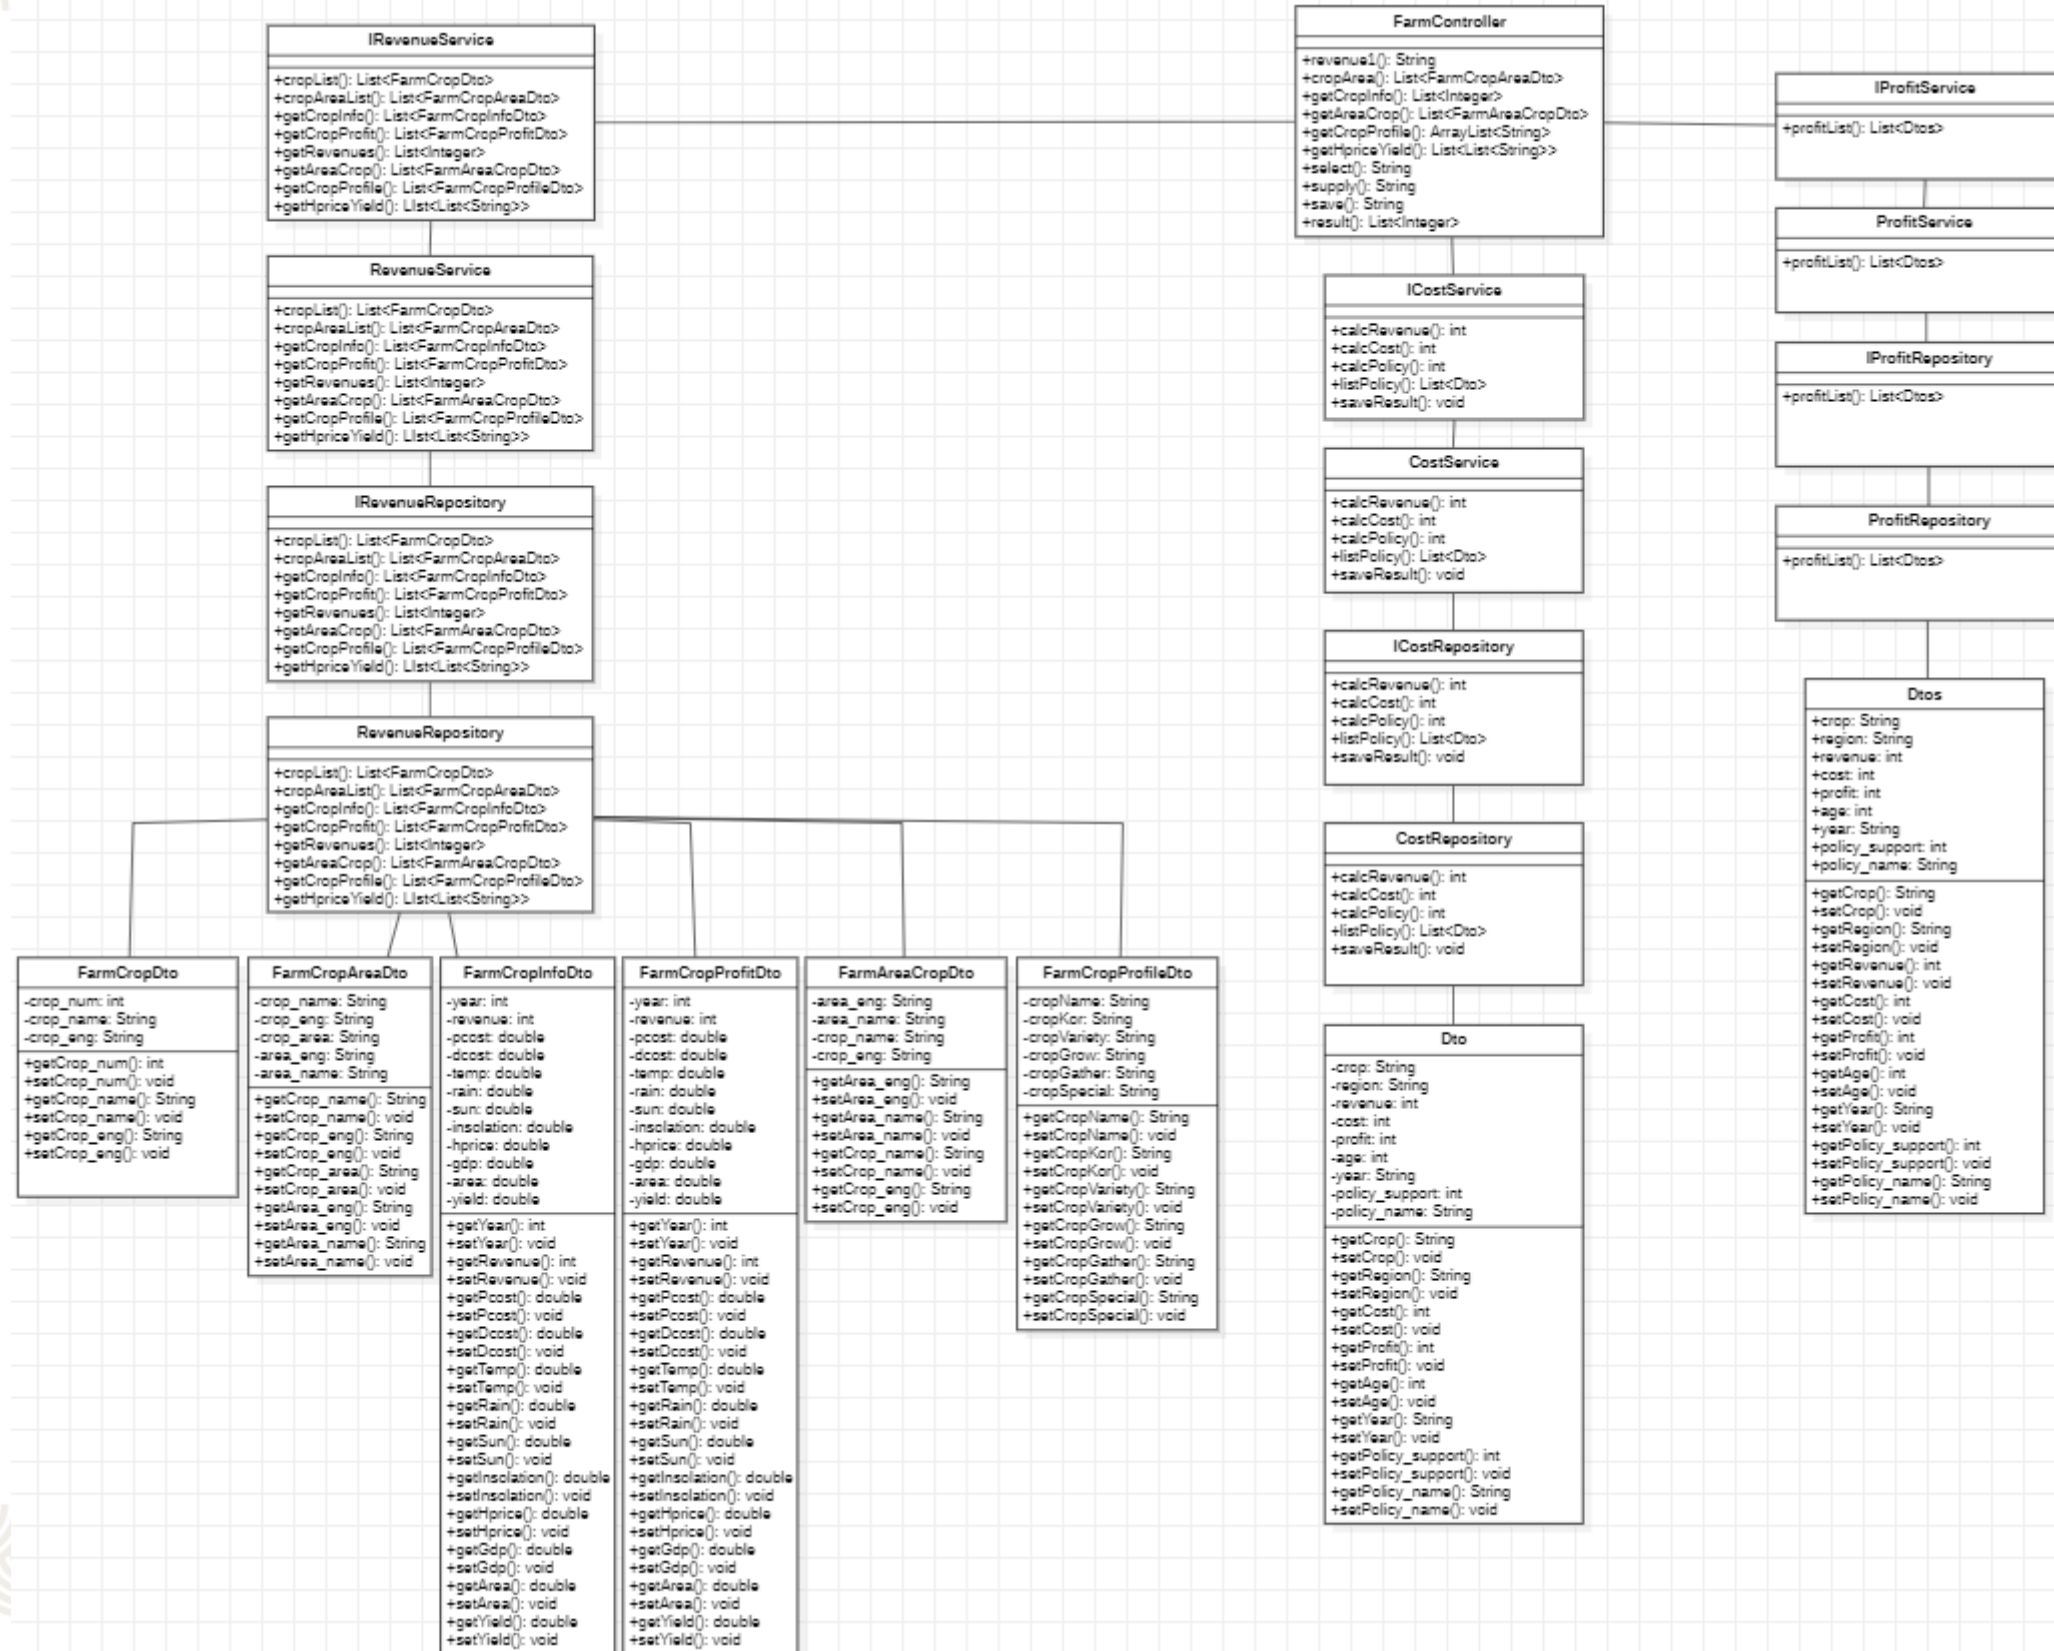 IRevenueService
+cropList(): List<FarmCropDto>
+cropAreaList(): List<FarmCropAreaDto>
+getCropInfo(): List<FarmCropInfoDto>
+getCropProfit(): List<FarmCropProfitDto>
+getRevenues(): List<Integer>
+getAreaCrop(): List<FarmAreaCropDto>
+getCropProfile(): List<FarmCropProfileDto>
+getHpriceYield(): LIst<List<String>>
RevenueService
+cropList(): List<FarmCropDto>
+cropAreaList(): List<FarmCropAreaDto>
+getCropInfo(): List<FarmCropInfoDto>
+getCropProfit(): List<FarmCropProfitDto>
+getRevenues(): List<Integer>
+getAreaCrop(): List<FarmAreaCropDto>
+getCropProfile(): List<FarmCropProfileDto>
+getHpriceYield(): LIst<List<String>>
IRevenueRepository
+cropList(): List<FarmCropDto>
+cropAreaList(): List<FarmCropAreaDto>
+getCropInfo(): List<FarmCropInfoDto>
+getCropProfit(): List<FarmCropProfitDto>
+getRevenues(): List<Integer>
+getAreaCrop(): List<FarmAreaCropDto>
+getCropProfile(): List<FarmCropProfileDto>
+getHpriceYield(): LIst<List<String>>
RevenueRepository
+cropList(): List<FarmCropDto>
+cropAreaList(): List<FarmCropAreaDto>
+getCropInfo(): List<FarmCropInfoDto>
+getCropProfit(): List<FarmCropProfitDto>
+getRevenues(): List<Integer>
+getAreaCrop(): List<FarmAreaCropDto>
+getCropProfile(): List<FarmCropProfileDto>
+getHpriceYield(): LIst<List<String>>
FarmCropDto
-crop_num: int
-crop_name: String
-crop_eng: String
+getCrop_num(): int
+setCrop_num(): void
+getCrop_name(): String
+setCrop_name(): void
+getCrop_eng(): String
+setCrop_eng(): void
FarmCropAreaDto
-crop_name: String
-crop_eng: String
-crop_area: String
-area_eng: String
-area_name: String
+getCrop_name(): String
+setCrop_name(): void
+getCrop_eng(): String
+setCrop_eng(): void
+getCrop_area(): String
+setCrop_area(): void
+getArea_eng(): String
+setArea_eng(): void
+getArea_name(): String
+setArea_name(): void
FarmCropInfoDto
-year: int
-revenue: int
-pcost: double
-dcost: double
-temp: double
-rain: double
-sun: double
-insolation: double
-hprice: double
-gdp: double
-area: double
-yield: double
+getYear(): int
+setYear(): void
+getRevenue(): int
+setRevenue(): void
+getPcost(): double
+setPcost(): void
+getDcost(): double
+setDcost(): void
+getTemp(): double
+setTemp(): void
+getRain(): double
+setRain(): void
+getSun(): double
+setSun(): void
+getInsolation(): double
+setInsolation(): void
+getHprice(): double
+setHprice(): void
+getGdp(): double
+setGdp(): void
+getArea(): double
+setArea(): void
+getYield(): double
+setYield(): void
FarmCropProfitDto
-year: int
-revenue: int
-pcost: double
-dcost: double
-temp: double
-rain: double
-sun: double
-insolation: double
-hprice: double
-gdp: double
-area: double
-yield: double
+getYear(): int
+setYear(): void
+getRevenue(): int
+setRevenue(): void
+getPcost(): double
+setPcost(): void
+getDcost(): double
+setDcost(): void
+getTemp(): double
+setTemp(): void
+getRain(): double
+setRain(): void
+getSun(): double
+setSun(): void
+getInsolation(): double
+setInsolation(): void
+getHprice(): double
+setHprice(): void
+getGdp(): double
+setGdp(): void
+getArea(): double
+setArea(): void
+getYield(): double
+setYield(): void
FarmAreaCropDto
-area_eng: String
-area_name: String
-crop_name: String
-crop_eng: String
+getArea_eng(): String
+setArea_eng(): void
+getArea_name(): String
+setArea_name(): void
+getCrop_name(): String
+setCrop_name(): void
+getCrop_eng(): String
+setCrop_eng(): void
FarmCropProfileDto
-cropName: String
-cropKor: String
-cropVariety: String
-cropGrow: String
-cropGather: String
-cropSpecial: String
+getCropName(): String
+setCropName(): void
+getCropKor(): String
+setCropKor(): void
+getCropVariety(): String
+setCropVariety(): void
+getCropGrow(): String
+setCropGrow(): void
+getCropGather(): String
+setCropGather(): void
+getCropSpecial(): String
+setCropSpecial(): void
FarmController
+revenue1(): String
+cropArea(): List<FarmCropAreaDto>
+getCropInfo(): List<Integer>
+getAreaCrop(): List<FarmAreaCropDto>
+getCropProfile(): ArrayList<String>
+getHpriceYield(): List<List<String>>
+select(): String
+supply(): String
+save(): String
+result(): List<Integer>
ICostService
+calcRevenue(): int
+calcCost(): int
+calcPolicy(): int
+listPolicy(): List<Dto>
+saveResult(): void
CostService
+calcRevenue(): int
+calcCost(): int
+calcPolicy(): int
+listPolicy(): List<Dto>
+saveResult(): void
ICostRepository
+calcRevenue(): int
+calcCost(): int
+calcPolicy(): int
+listPolicy(): List<Dto>
+saveResult(): void
CostRepository
+calcRevenue(): int
+calcCost(): int
+calcPolicy(): int
+listPolicy(): List<Dto>
+saveResult(): void
Dto
-crop: String
-region: String
-revenue: int
-cost: int
-profit: int
-age: int
-year: String
-policy_support: int
-policy_name: String
+getCrop(): String
+setCrop(): void
+getRegion(): String
+setRegion(): void
+getCost(): int
+setCost(): void
+getProfit(): int
+setProfit(): void
+getAge(): int
+setAge(): void
+getYear(): String
+setYear(): void
+getPolicy_support(): int
+setPolicy_support(): void
+getPolicy_name(): String
+setPolicy_name(): void
IProfitService
+profitList(): List<Dtos>
ProfitService
+profitList(): List<Dtos>
IProfitRepository
+profitList(): List<Dtos>
ProfitRepository
+profitList(): List<Dtos>
Dtos
+crop: String
+region: String
+revenue: int
+cost: int
+profit: int
+age: int
+year: String
+policy_support: int
+policy_name: String
+getCrop(): String
+setCrop(): void
+getRegion(): String
+setRegion(): void
+getRevenue(): int
+setRevenue(): void
+getCost(): int
+setCost(): void
+getProfit(): int
+setProfit(): void
+getAge(): int
+setAge(): void
+getYear(): String
+setYear(): void
+getPolicy_support(): int
+setPolicy_support(): void
+getPolicy_name(): String
+setPolicy_name(): void